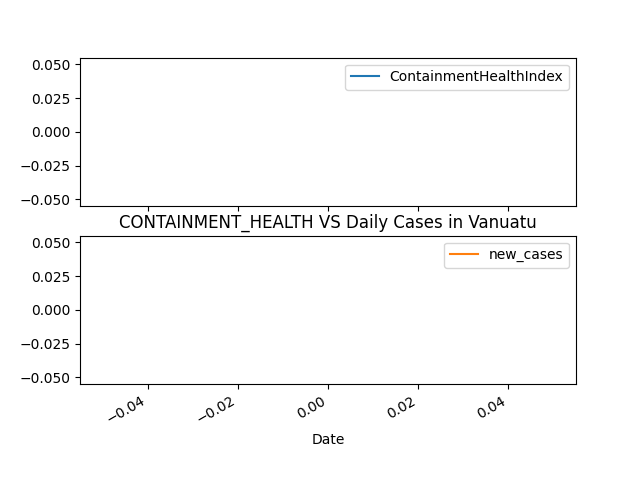 0.050
ContainmentHealthIndex
0.025
0.000
−0.025
−0.050
CONTAINMENT_HEALTH VS Daily Cases in Vanuatu
0.050
new_cases
0.025
0.000
−0.025
−0.050
−0.04 −0.02 0.00 0.02 0.04
Date